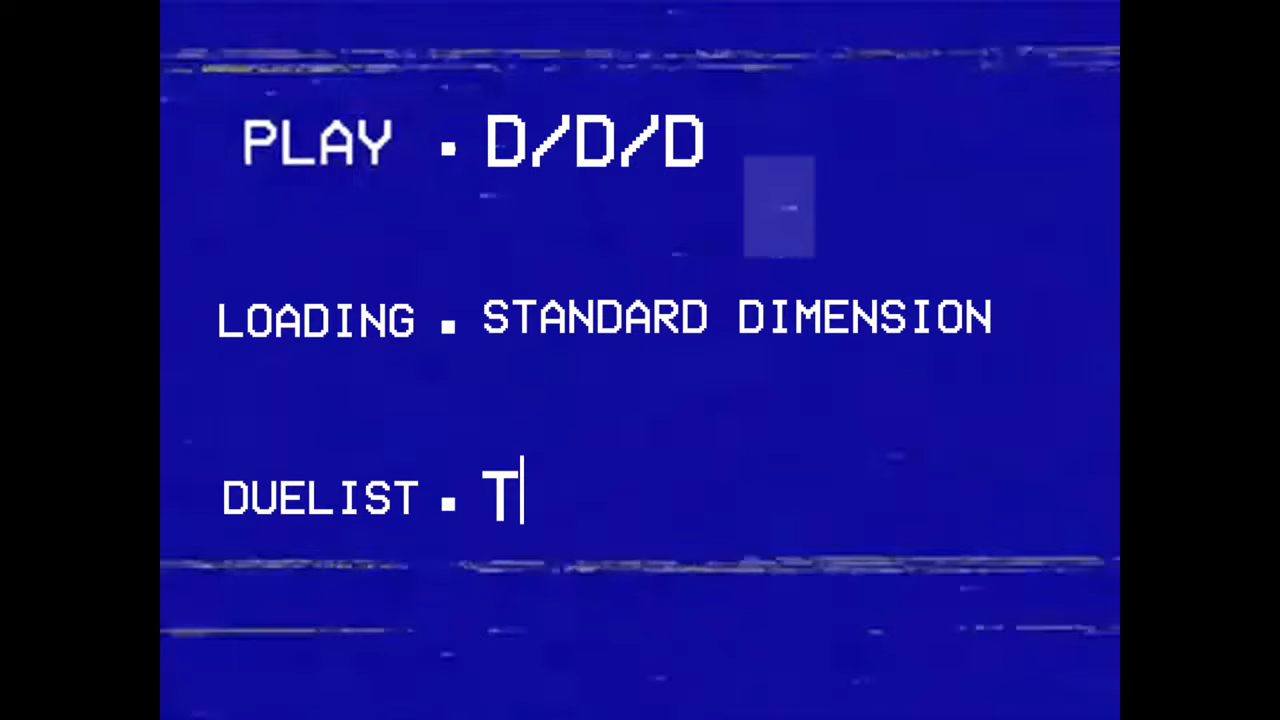 PLAY . D/D/D
LOADING . STANDARD DIMENSION
DUELIST . T